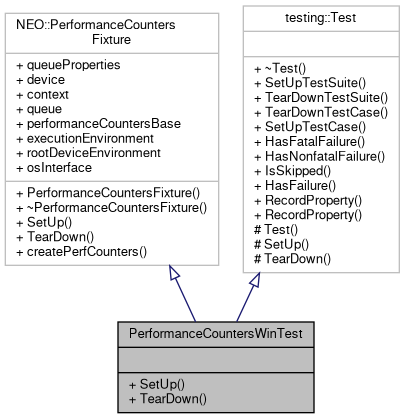 NEO::PerformanceCounters
Fixture
+ queueProperties
+ device
+ context
+ queue
+ performanceCountersBase
+ executionEnvironment
+ rootDeviceEnvironment
+ osInterface
+ PerformanceCountersFixture()
+ ~PerformanceCountersFixture()
+ SetUp()
+ TearDown()
+ createPerfCounters()
testing::Test
+ ~Test()
+ SetUpTestSuite()
+ TearDownTestSuite()
+ TearDownTestCase()
+ SetUpTestCase()
+ HasFatalFailure()
+ HasNonfatalFailure()
+ IsSkipped()
+ HasFailure()
+ RecordProperty()
+ RecordProperty()
# Test()
# SetUp()
# TearDown()
PerformanceCountersWinTest
+ SetUp()
+ TearDown()